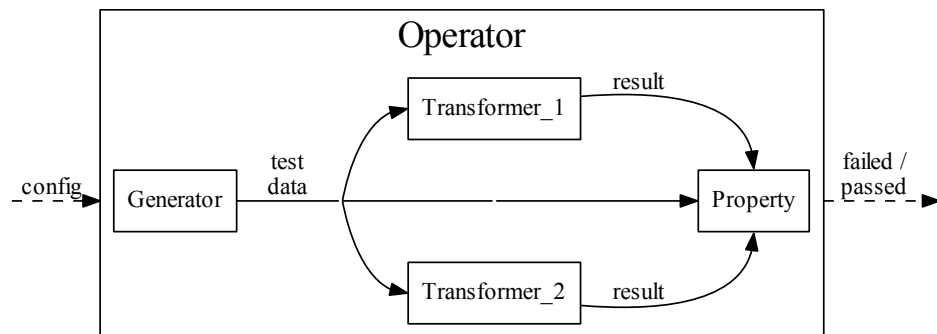 Operator
Transformer_1
result
test
data
failed /
passed
config
Generator
Property
Transformer_2
result